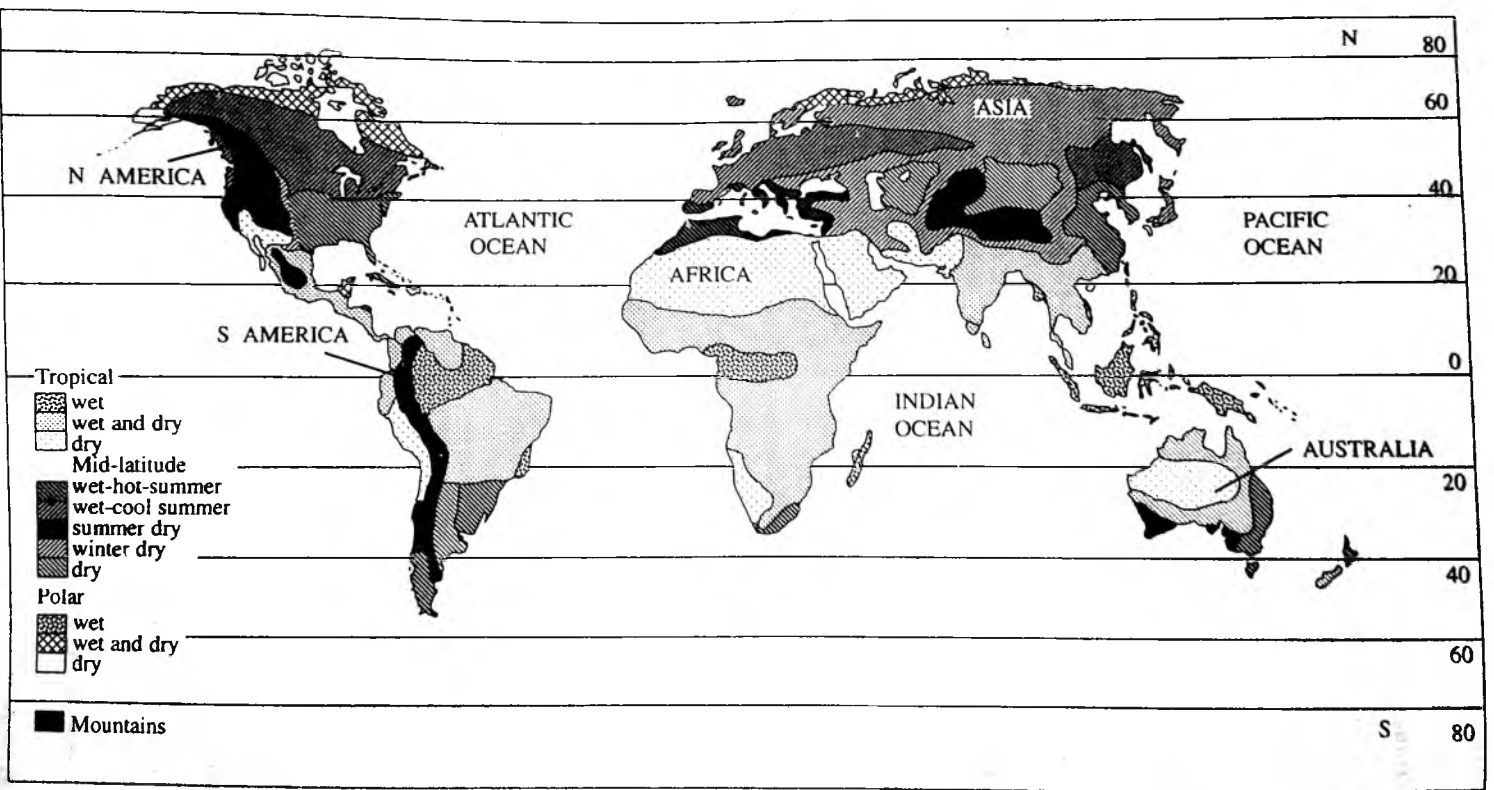 N 80
60
ASIA
N AMERICA
40
ATLANTIC
OCEAN
PACIFIC
OCEAN
AFRICA
20
S AMERICA
0
Tropical
wet
wet and dry
dry
INDIAN
OCEAN
AUSTRALIA
20
Mid-latitude
wet-hot-summer
wet-cool summer
summer dry
winter dry
dry
40
Polar
wet
wet and dry
dry
60
Mountains
S 80